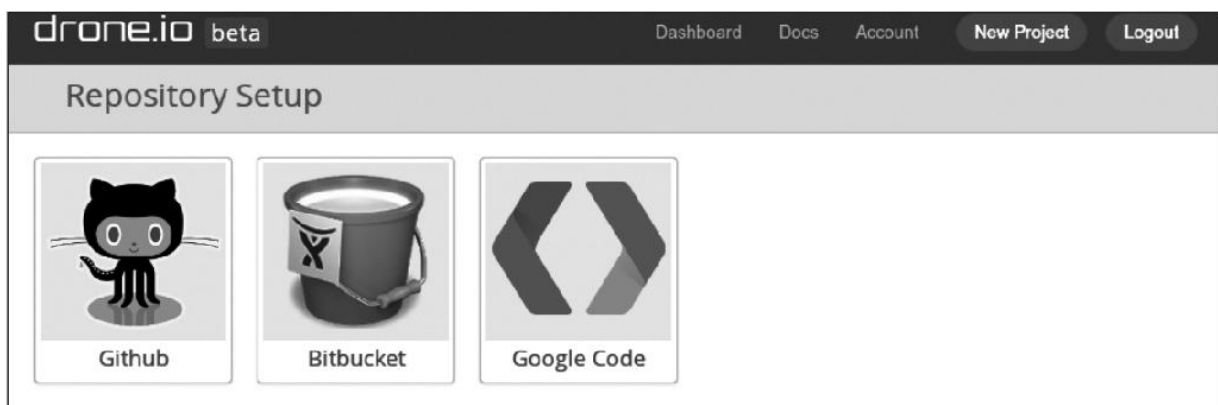 drone.io beta Dashboard Docs Account New Project Logout
Repository Setup
Github Bitbucket Google Code